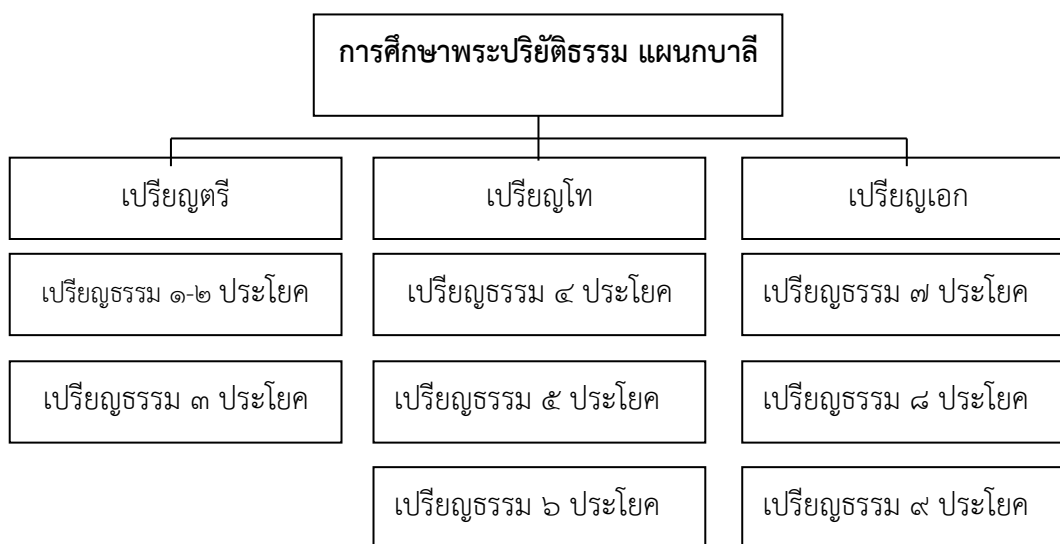 การศึกษาพระปริยัติธรรม แผนกบาลี
เปรียญตรี
เปรียญโท
เปรียญเอก
เปรียญธรรม ๑-๒ ประโยค
เปรียญธรรม ๔ ประโยค
เปรียญธรรม ๗ ประโยค
เปรียญธรรม ๓ ประโยค
เปรียญธรรม ๕ ประโยค
เปรียญธรรม ๘ ประโยค
เปรียญธรรม ๖ ประโยค
เปรียญธรรม ๙ ประโยค